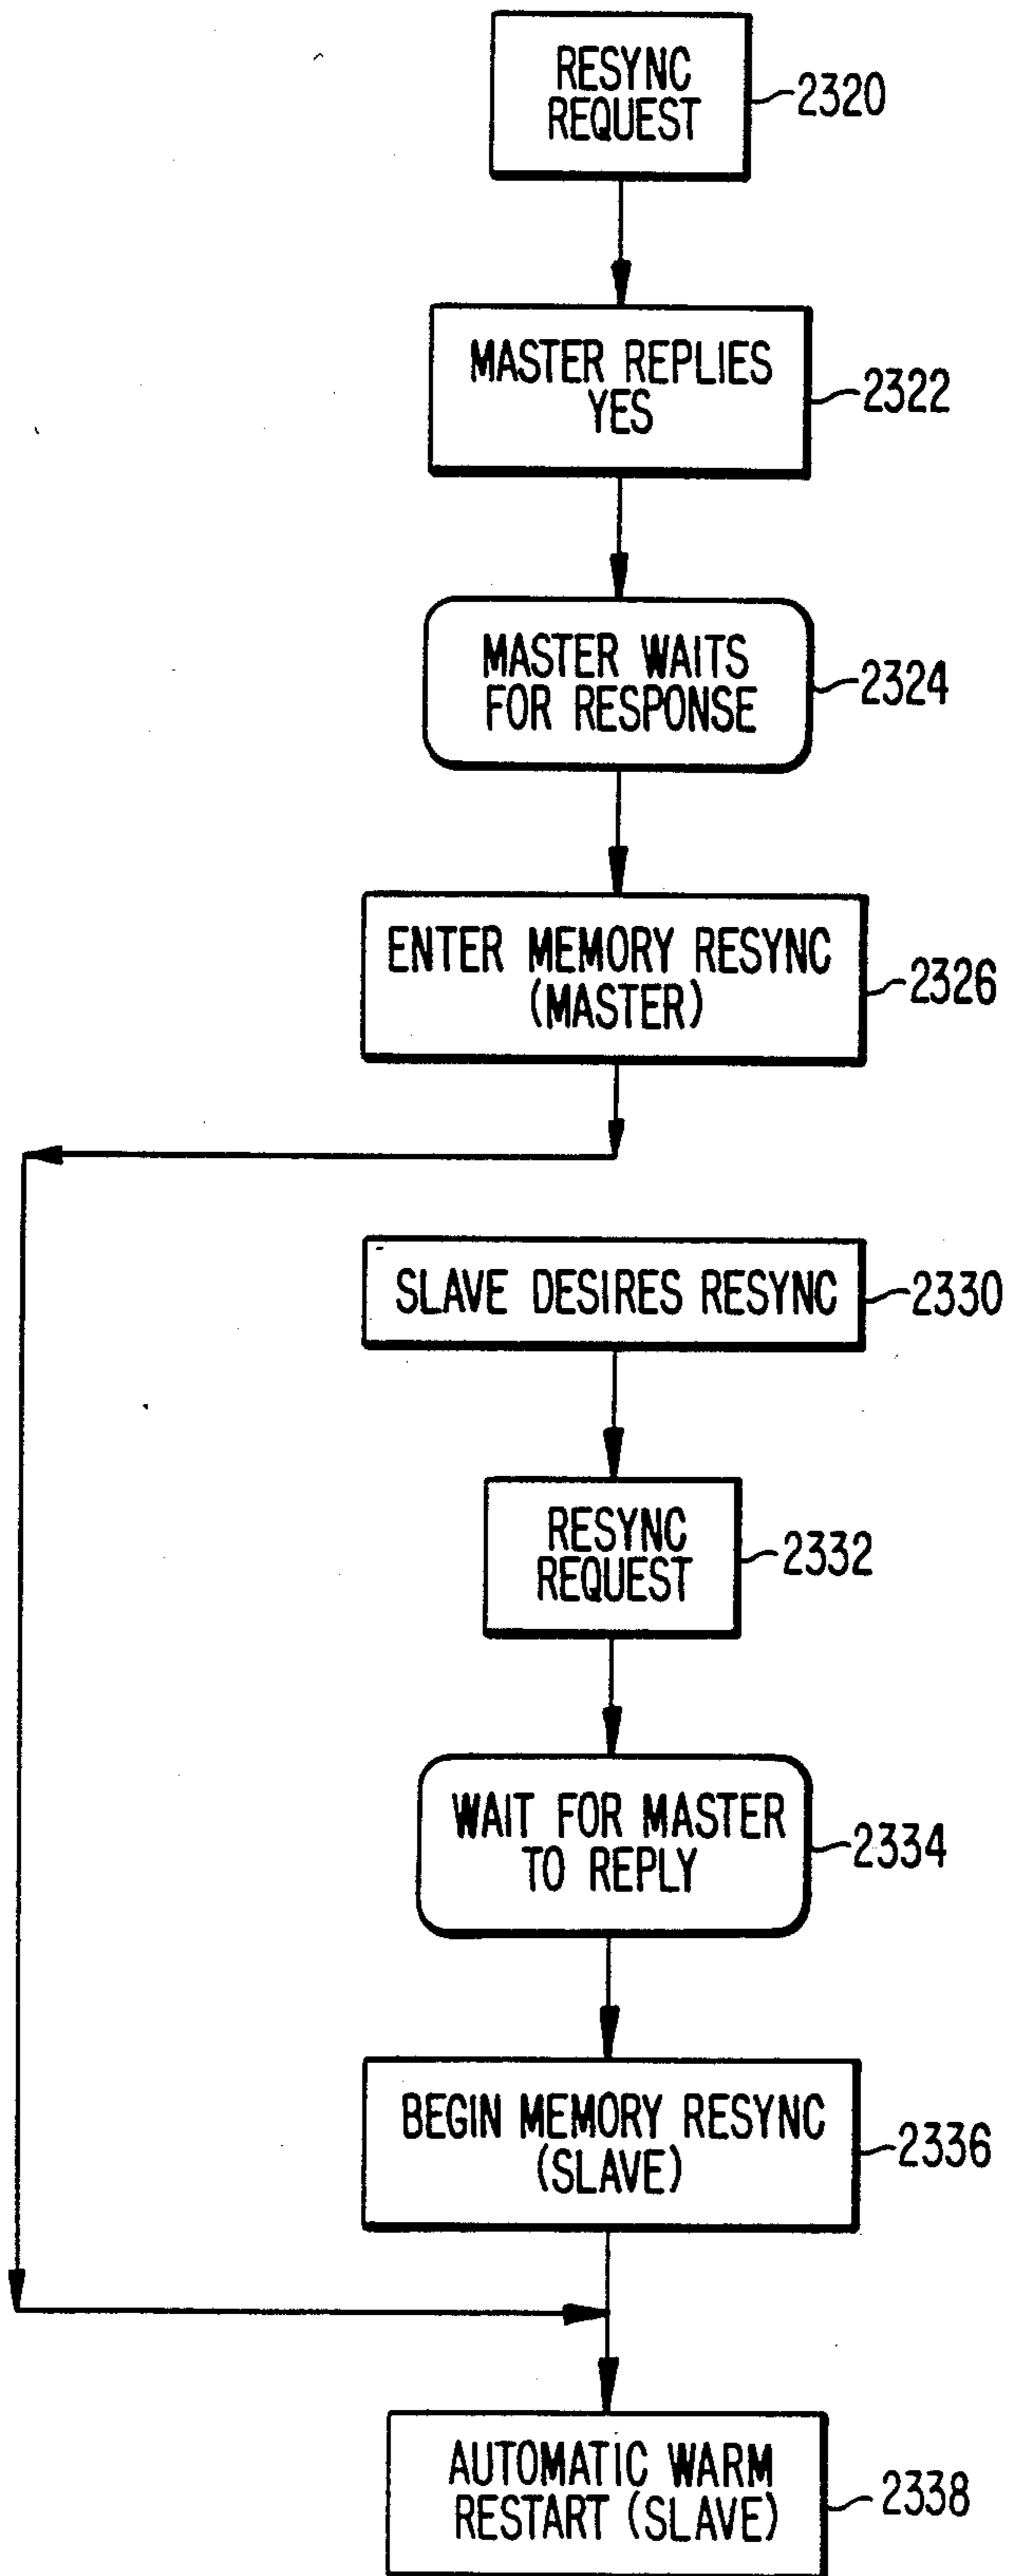 RESYNC
REQUEST
2320
MASTER REPLIES
YES
2322
MASTER WAITS
FOR RESPONSE
2324
ENTER MEMORY RESYNC
(MASTER)
2326
SLAVE DESIRES RESYNC
2330
RESYNC
REQUEST
2332
WAIT FOR MASTER
TO REPLY
2334
BEGIN MEMORY RESYNC
(SLAVE)
2336
AUTOMATIC WARM
RESTART (SLAVE)
2338